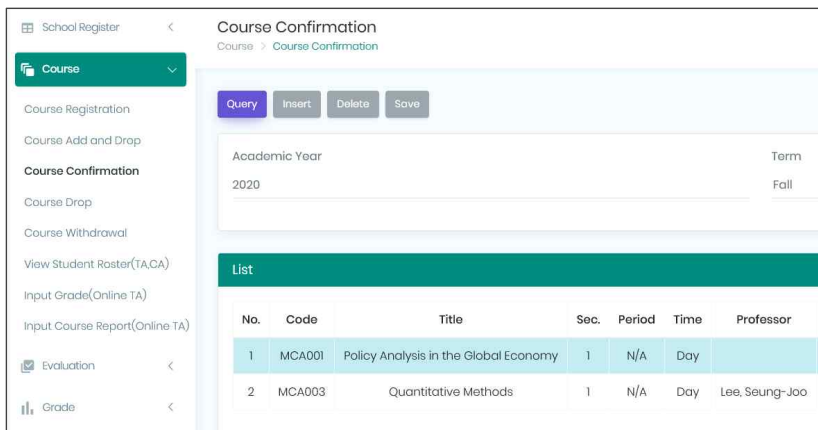 School Register
Course
Course Registration
Course Add and Drop
Course Confirmation
Course Drop
Course Withdrawal
View Student Roster(TA,CA)
Input Grade(Online TA)
Input Course Report(Online TA)
Evaluation
Grade
Course Confirmation
Course > Course Confirmation
Query Insert Delete Save
Academic Year Term
2020 Fall
List
No. Code Title Sec. Period Time Professor
1 MCA001 Policy Analysis in the Global Economy 1 N/A Day
2 MCA003 Quantitative Methods 1 N/A Day Lee, Seung-Joo